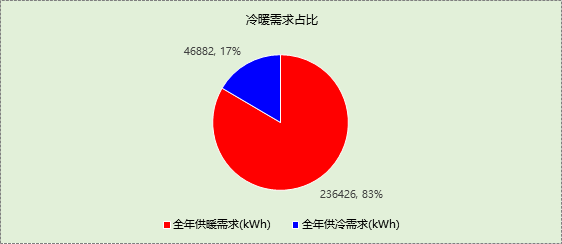 冷暖需求占比
46882, 17%
236426, 83%
全年供暖需求(kWh)
全年供冷需求(kWh)